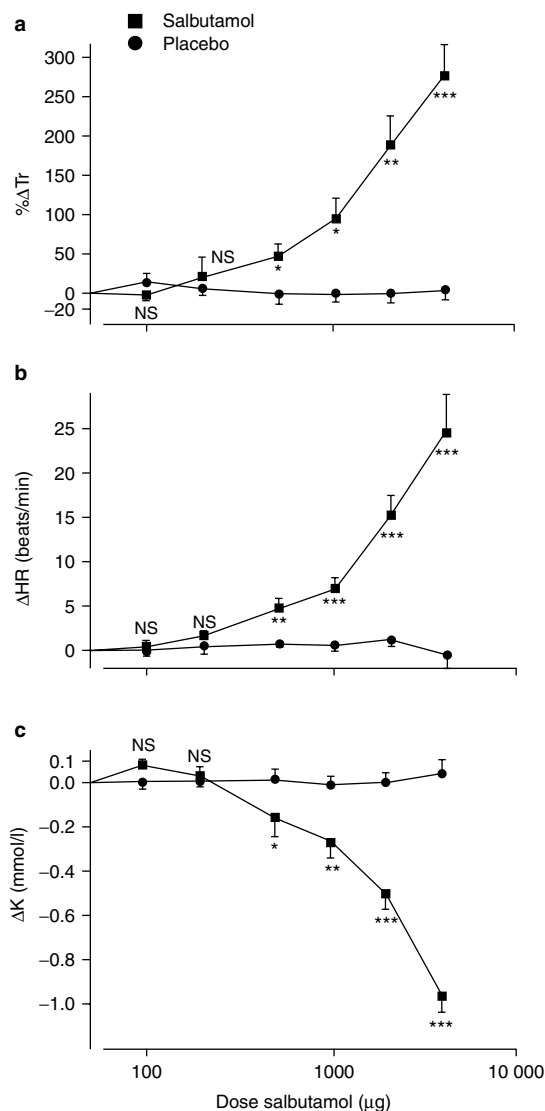 a
Salbutamol
Placebo
300
250
200
150
100
50
0
−20
%ΔTr
NS
NS
*
*
**
***
b
25
20
15
10
5
0
ΔHR (beats/min)
NS
NS
**
***
***
***
c
0.1
0.0
−0.2
−0.4
−0.6
−0.8
−1.0
ΔK (mmol/l)
NS
NS
*
**
***
***
100
1000
10 000
Dose salbutamol (μg)